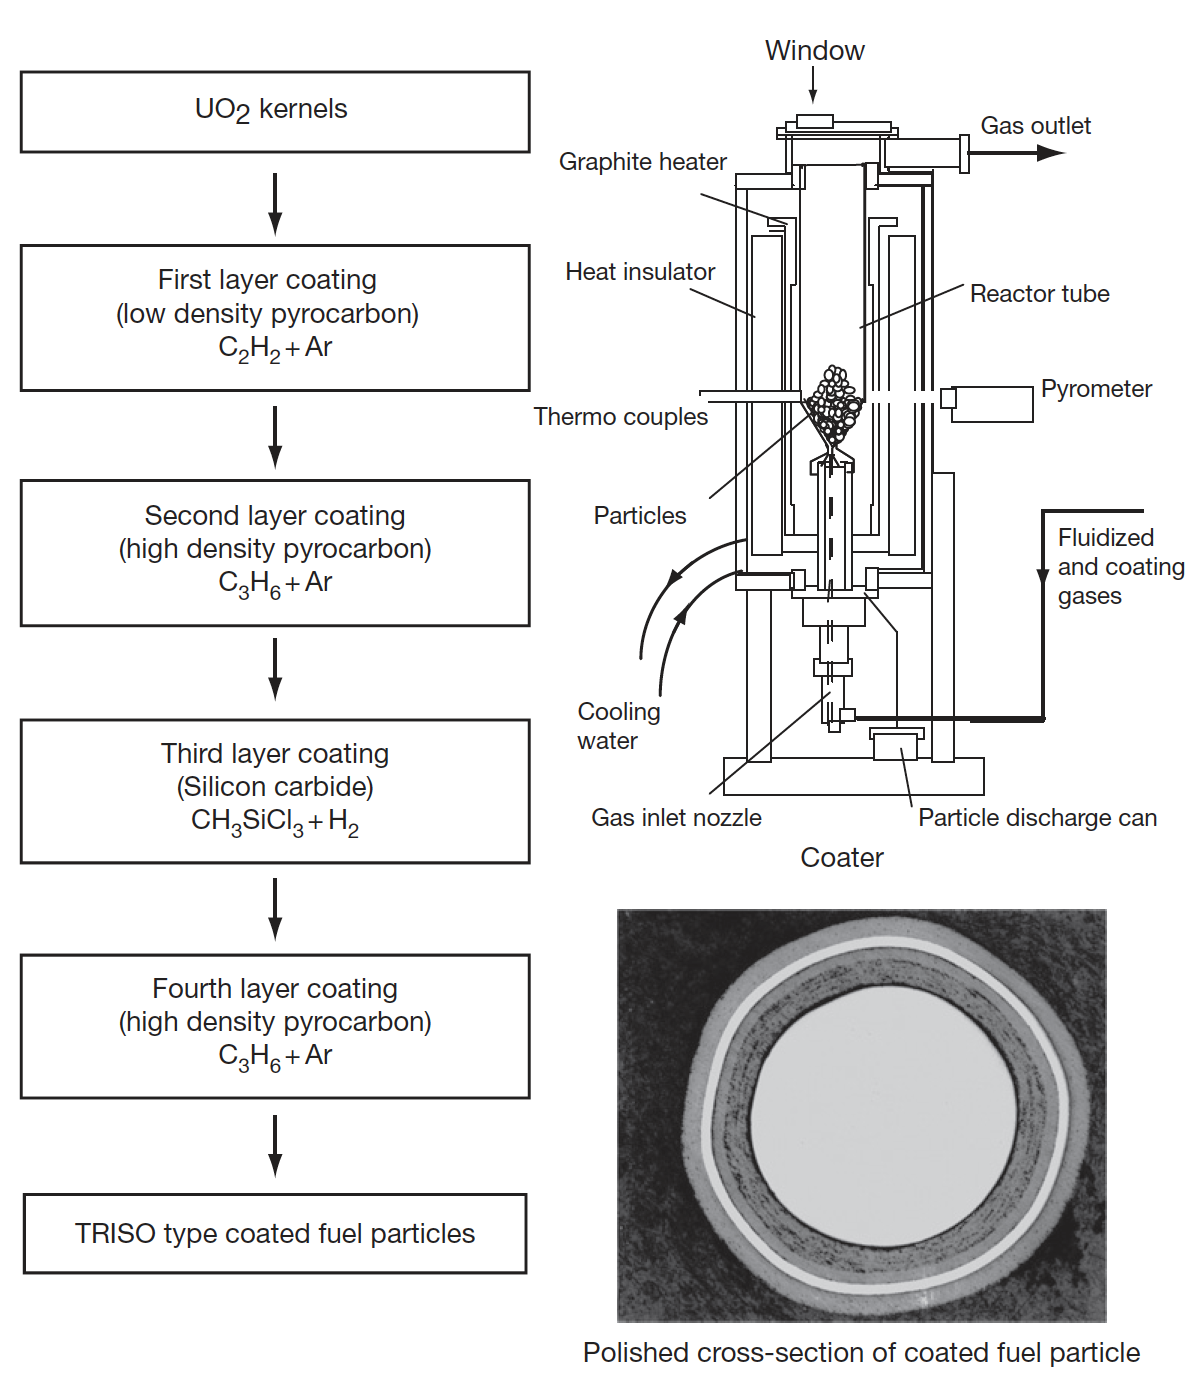 UO2 kernels
First layer coating
(low density pyrocarbon)
C₂H₂ + Ar
Second layer coating
(high density pyrocarbon)
C₃H₆ + Ar
Third layer coating
(Silicon carbide)
CH₃SiCl₃ + H₂
Fourth layer coating
(high density pyrocarbon)
C₃H₆ + Ar
TRISO type coated fuel particles
Window
Gas outlet
Graphite heater
Heat insulator
Reactor tube
Pyrometer
Thermo couples
Particles
Fluidized
and coating
gases
Cooling
water
Gas inlet nozzle
Particle discharge can
Coater
Polished cross-section of coated fuel particle